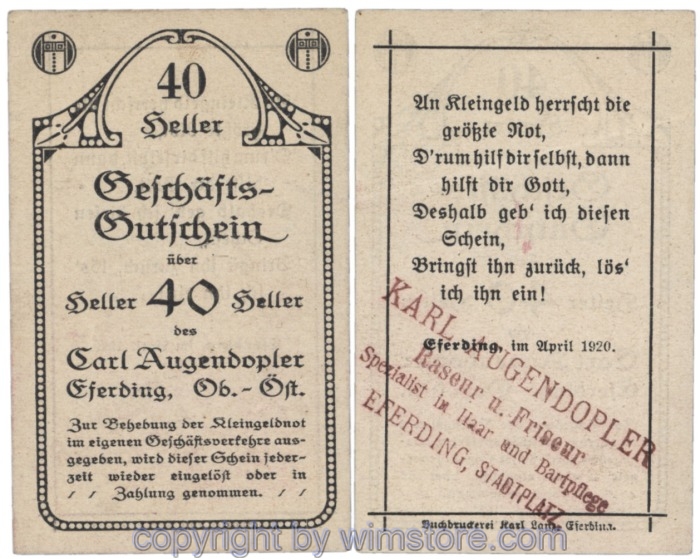 40
Heller
Geschäfts-
Gutschein
über
Heller 40 Heller
des
Carl Augendopler
Eferding, Ob.-Öst.
Zur Behebung der Kleingeldnot
im eigenen Geschäftsverkehre aus-
gegeben, wird dieser Schein jeder-
zeit wieder eingelöst oder in
/ / Zahlung genommen. / /
An Kleingeld herrscht die
größte Not,
D'rum hilf dir selbst, dann
hilft dir Gott,
Deshalb geb' ich diesen
Schein,
Bringst ihn zurück, lös'
ich ihn ein!
Eferding, im April 1920.
KARL AUGENDOPLER
Raseur u. Friseur
Spezialist in Haar und Bartpflege
EFERDING, STADTPLATZ
Buchdruckerei Karl Eferding.
copyright by wimstore.com